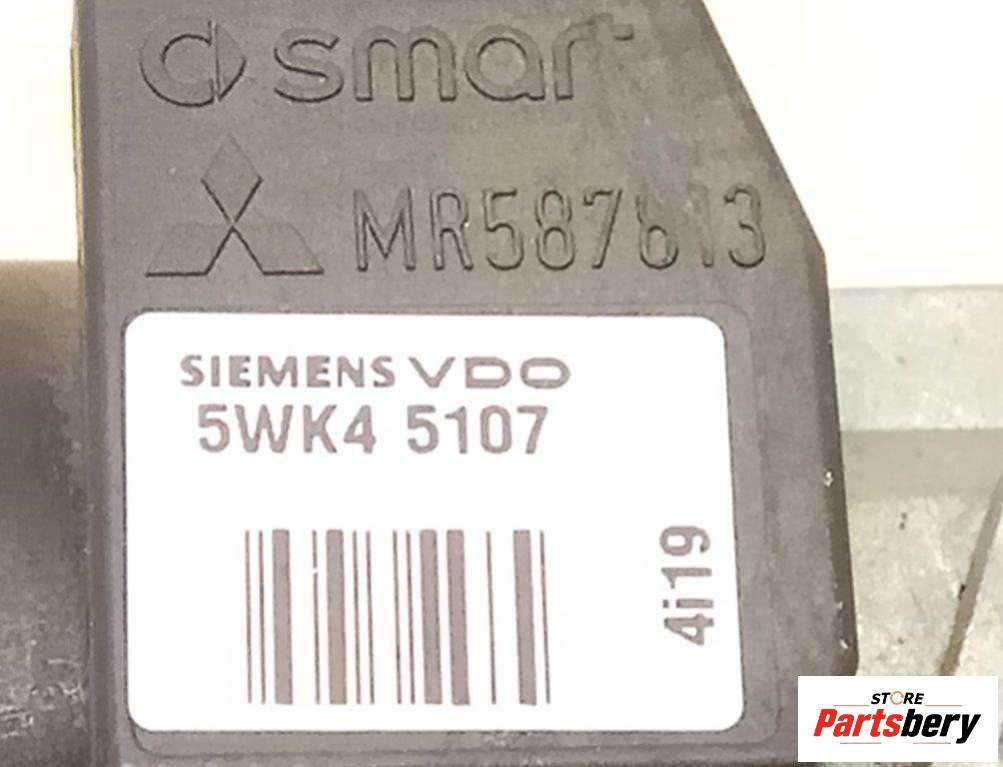 smart
MR587813
SIEMENS VDO
5WK4 5107
4i19
STORE
Partsbery